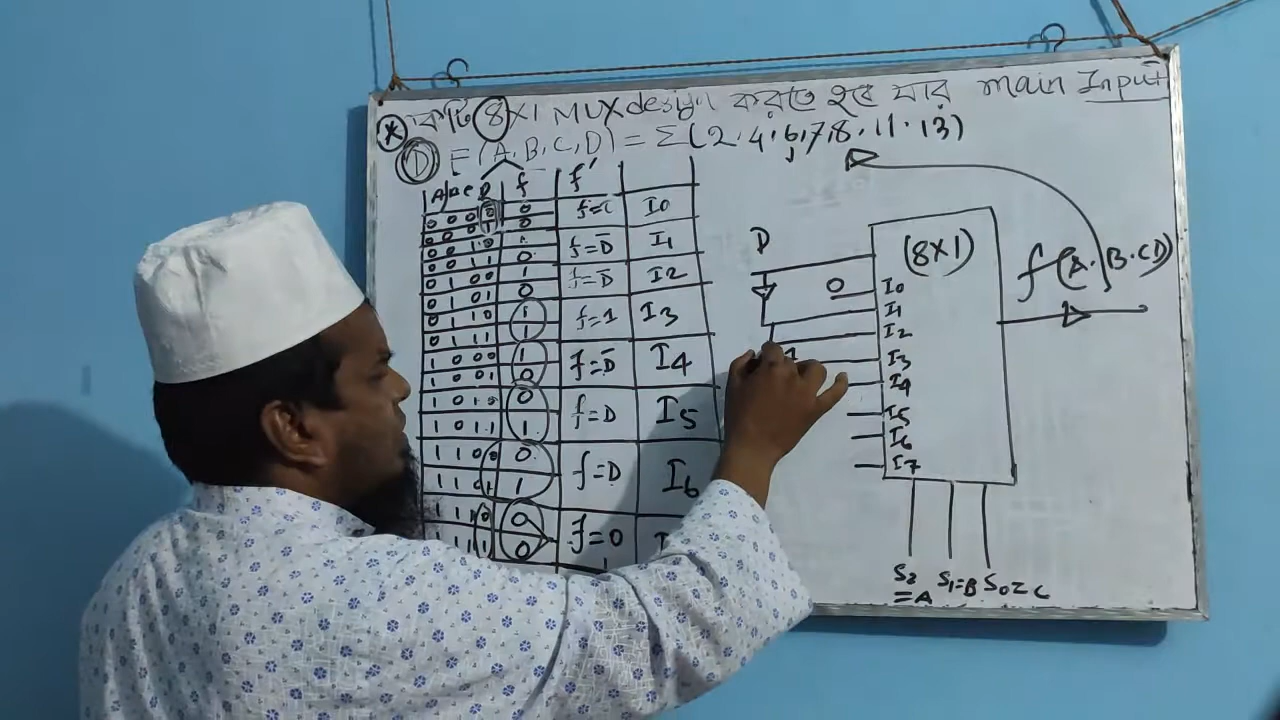 * একটি 8X1 MUX design করতে হবে যার main Input
D F(A,B,C,D) = Σ(2,4,6,7,8,11,13)
A B C D f f'
0 0 0 0 0 I0
0 0 0 1 0
0 0 1 0 1 f=D̅ I1
0 0 1 1 0
0 1 0 0 1 f=D̅ I2
0 1 0 1 0
0 1 1 0 1 f=1 I3
0 1 1 1 1
1 0 0 0 1 f=D̅ I4
1 0 0 1 0
1 0 1 0 0 f=D I5
1 0 1 1 1
1 1 0 0 0 f=D I6
1 1 0 1 1
1 1 1 0 0 f=0
1 1 1 1 0
D
(8X1)
f(A.B.CD)
0 I0
I1
I2
1 I3
I4
I5
I6
I7
S2 =A S1=B S0=C